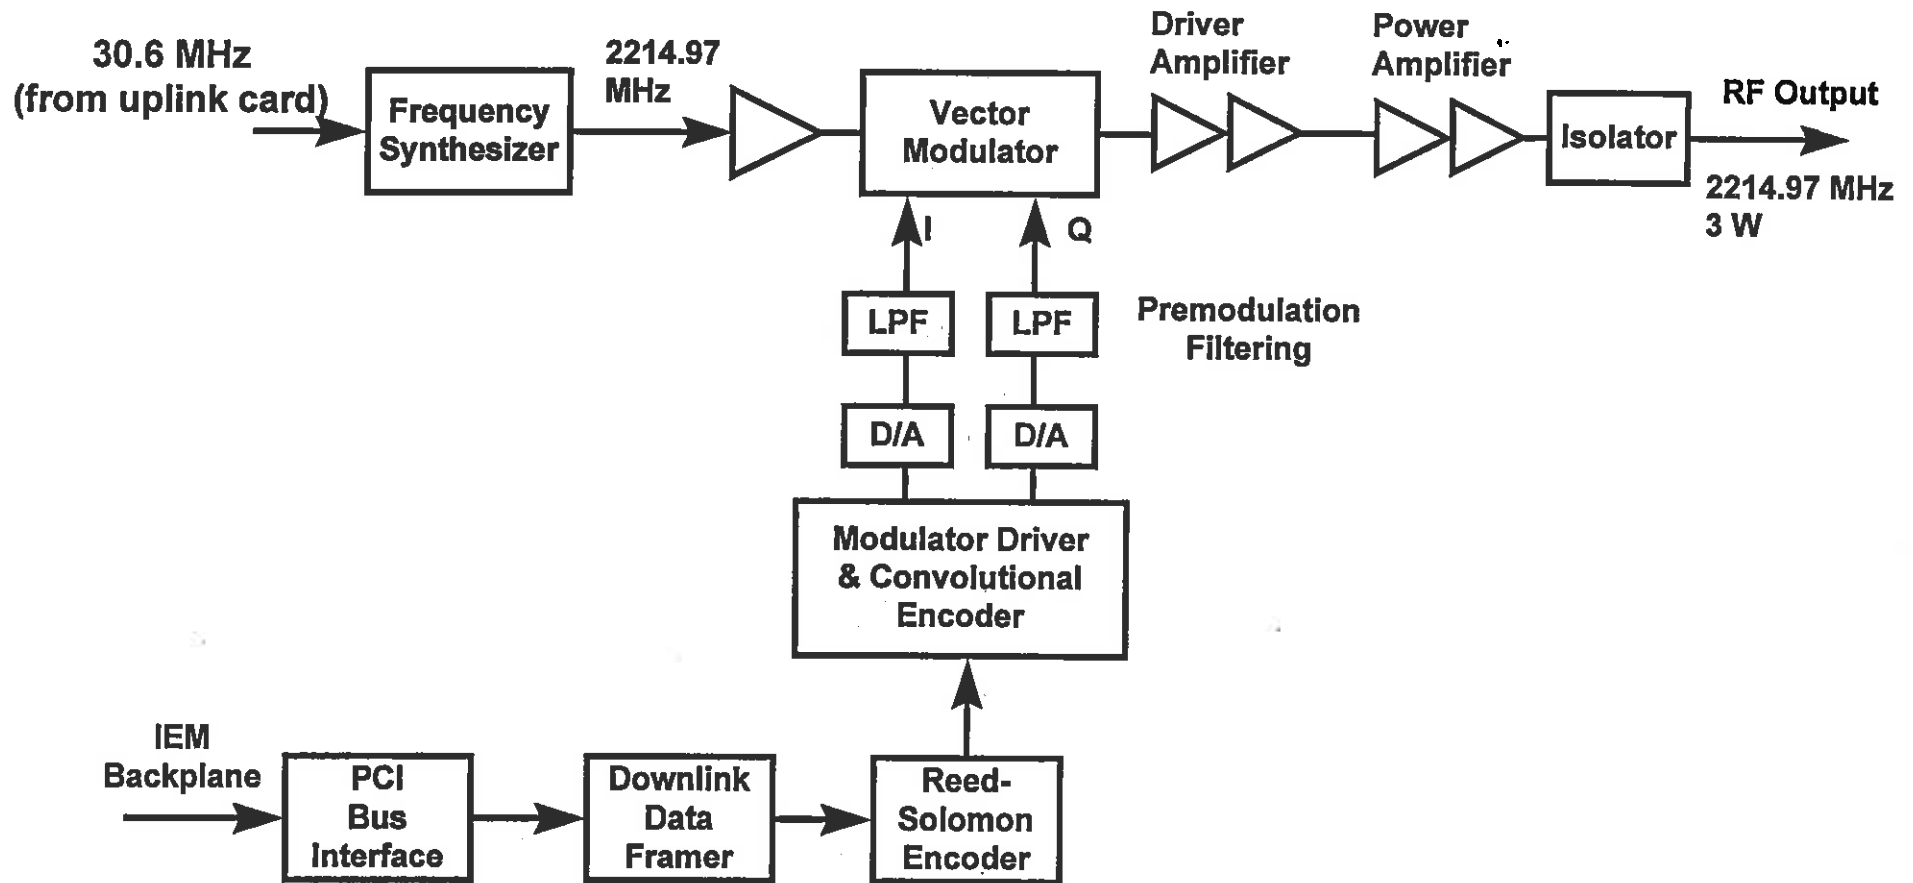 30.6 MHz
(from uplink card)
Frequency
Synthesizer
2214.97
MHz
Vector
Modulator
Driver
Amplifier
Power
Amplifier
Isolator
RF Output
2214.97 MHz
3 W
I
Q
LPF
LPF
Premodulation
Filtering
D/A
D/A
Modulator Driver
& Convolutional
Encoder
IEM
Backplane
PCI
Bus
Interface
Downlink
Data
Framer
Reed-
Solomon
Encoder